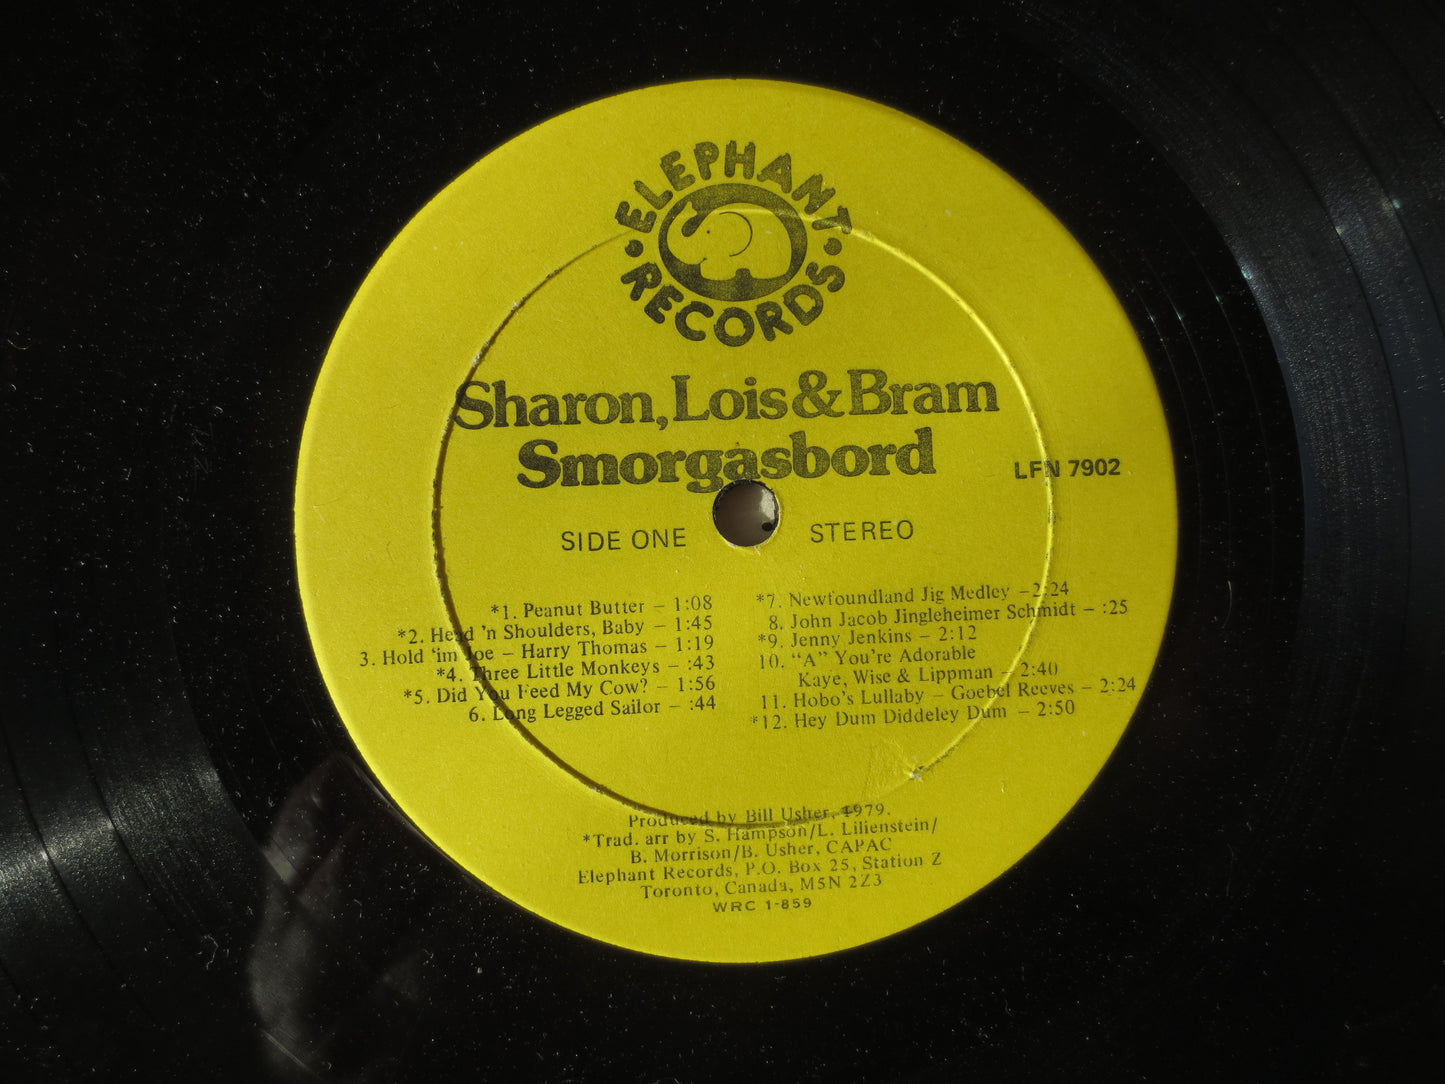 ELEPHANT
RECORDS
Sharon, Lois & Bram
Smorgasbord
LFN 7902
SIDE ONE
STEREO
*1. Peanut Butter – 1:08
*2. Head 'n Shoulders, Baby – 1:45
3. Hold 'im Joe – Harry Thomas – 1:19
*4. Three Little Monkeys – :43
*5. Did You Feed My Cow? – 1:56
6. Long Legged Sailor – :44
*7. Newfoundland Jig Medley – 2:24
8. John Jacob Jingleheimer Schmidt – :25
*9. Jenny Jenkins – 2:12
10. "A" You're Adorable
Kaye, Wise & Lippman – 2:40
11. Hobo's Lullaby – Goebel Reeves – 2:24
*12. Hey Dum Diddeley Dum – 2:50
Produced by Bill Usher, 1979.
*Trad. arr by S. Hampson/L. Lilienstein/
B. Morrison/B. Usher, CAPAC
Elephant Records, P.O. Box 25, Station Z
Toronto, Canada, M5N 2Z3
WRC 1-859